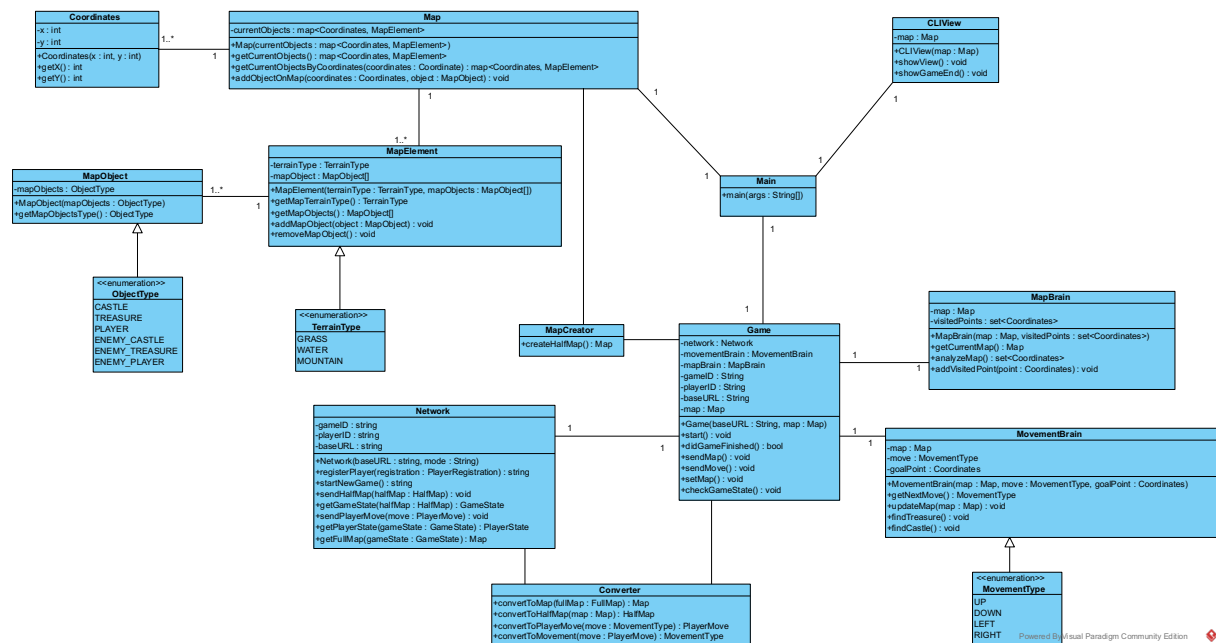 Coordinates
-x : int
-y : int
+Coordinates(x : int, y : int)
+getX() : int
+getY() : int
1..*
1
Map
-currentObjects : map<Coordinates, MapElement>
+Map(currentObjects : map<Coordinates, MapElement>)
+getCurrentObjects() : map<Coordinates, MapElement>
+getCurrentObjectsByCoordinates(coordinates : Coordinate) : map<Coordinates, MapElement>
+addObjectOnMap(coordinates : Coordinates, object : MapObject) : void
1
1
CLIView
-map : Map
+CLIView(map : Map)
+showView() : void
+showGameEnd() : void
1
1..*
MapElement
-terrainType : TerrainType
-mapObject : MapObject[]
+MapElement(terrainType : TerrainType, mapObjects : MapObject[])
+getMapTerrainType() : TerrainType
+getMapObjects() : MapObject[]
+addMapObject(object : MapObject) : void
+removeMapObject() : void
MapObject
-mapObjects : ObjectType
+MapObject(mapObjects : ObjectType)
+getMapObjectsType() : ObjectType
1..*
1
1
1
Main
+main(args : String[])
1
<<enumeration>>
ObjectType
CASTLE
TREASURE
PLAYER
ENEMY_CASTLE
ENEMY_TREASURE
ENEMY_PLAYER
<<enumeration>>
TerrainType
GRASS
WATER
MOUNTAIN
MapCreator
+createHalfMap() : Map
1
Game
-network : Network
-movementBrain : MovementBrain
-mapBrain : MapBrain
-gameID : String
-playerID : String
-baseURL : String
-map : Map
+Game(baseURL : String, map : Map)
+start() : void
+didGameFinished() : bool
+sendMap() : void
+sendMove() : void
+setMap() : void
+checkGameState() : void
1
1
MapBrain
-map : Map
-visitedPoints : set<Coordinates>
+MapBrain(map : Map, visitedPoints : set<Coordinates>)
+getCurrentMap() : Map
+analyzeMap() : set<Coordinates>
+addVisitedPoint(point : Coordinates) : void
Network
-gameID : string
-playerID : string
-baseURL : string
+Network(baseURL : string, mode : String)
+registerPlayer(registration : PlayerRegistration) : string
+startNewGame() : string
+sendHalfMap(halfMap : HalfMap) : void
+getGameState(halfMap : HalfMap) : GameState
+sendPlayerMove(move : PlayerMove) : void
+getPlayerState(gameState : GameState) : PlayerState
+getFullMap(gameState : GameState) : Map
1
1
1
1
MovementBrain
-map : Map
-move : MovementType
-goalPoint : Coordinates
+MovementBrain(map : Map, move : MovementType, goalPoint : Coordinates)
+getNextMove() : MovementType
+updateMap(map : Map) : void
+findTreasure() : void
+findCastle() : void
Converter
+convertToMap(fullMap : FullMap) : Map
+convertToHalfMap(map : Map) : HalfMap
+convertToPlayerMove(move : MovementType) : PlayerMove
+convertToMovement(move : PlayerMove) : MovementType
<<enumeration>>
MovementType
UP
DOWN
LEFT
RIGHT
Powered By Visual Paradigm Community Edition